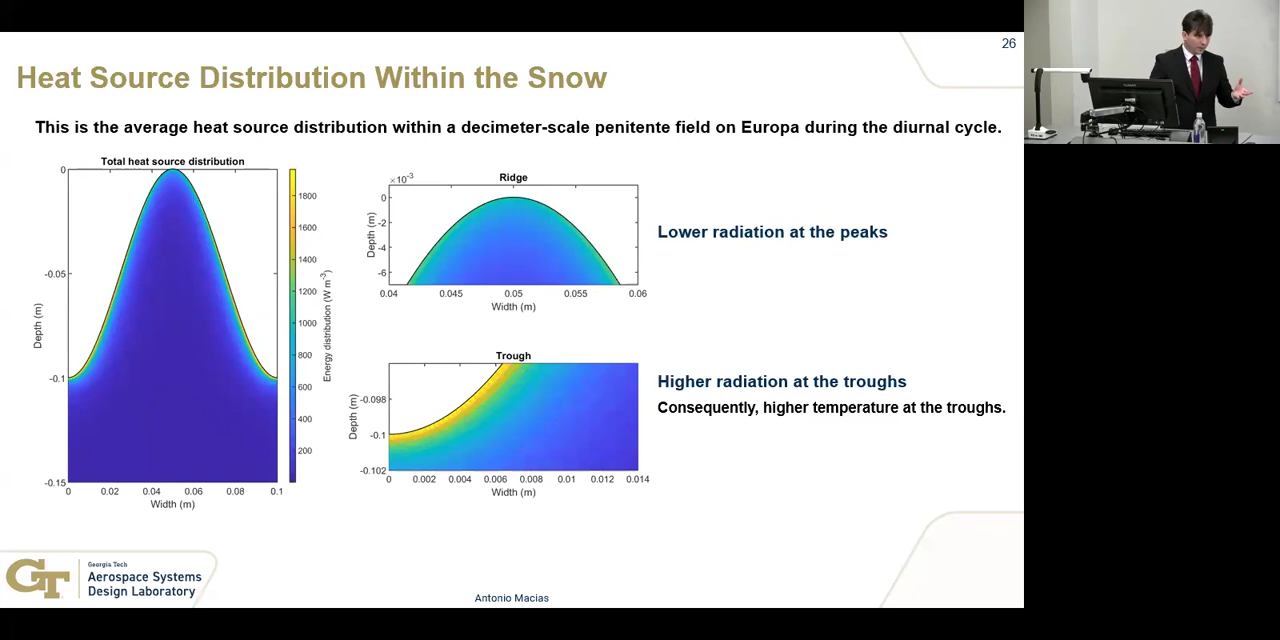 26
Heat Source Distribution Within the Snow
This is the average heat source distribution within a decimeter-scale penitente field on Europa during the diurnal cycle.
Total heat source distribution
0
-0.05
-0.1
-0.15
Depth (m)
0 0.02 0.04 0.06 0.08 0.1
Width (m)
1800
1600
1400
1200
1000
800
600
400
200
Energy distribution (W m⁻³)
×10⁻³
Ridge
0
-2
-4
-6
Depth (m)
0.04 0.045 0.05 0.055 0.06
Width (m)
Lower radiation at the peaks
Trough
-0.098
-0.1
-0.102
Depth (m)
0 0.002 0.004 0.006 0.008 0.01 0.012 0.014
Width (m)
Higher radiation at the troughs
Consequently, higher temperature at the troughs.
GT
Georgia Tech
Aerospace Systems
Design Laboratory
Antonio Macias